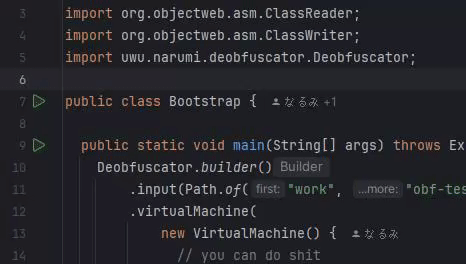 3 import org.objectweb.asm.ClassReader;
4 import org.objectweb.asm.ClassWriter;
5 import uwu.narumi.deobfuscator.Deobfuscator;
6
7 public class Bootstrap { なるみ +1
8
9 public static void main(String[] args) throws Ex
10 Deobfuscator.builder() Builder
11 .input(Path.of( first: "work", ...more: "obf-tes
12 .virtualMachine(
13 new VirtualMachine() { なるみ
14 // you can do shit